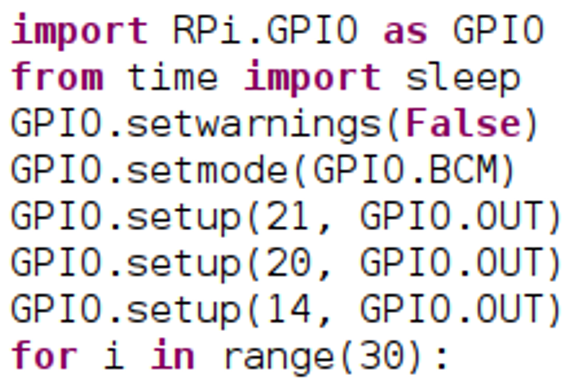 import RPi.GPIO as GPIO
from time import sleep
GPIO.setwarnings(False)
GPIO.setmode(GPIO.BCM)
GPIO.setup(21, GPIO.OUT)
GPIO.setup(20, GPIO.OUT)
GPIO.setup(14, GPIO.OUT)
for i in range(30):